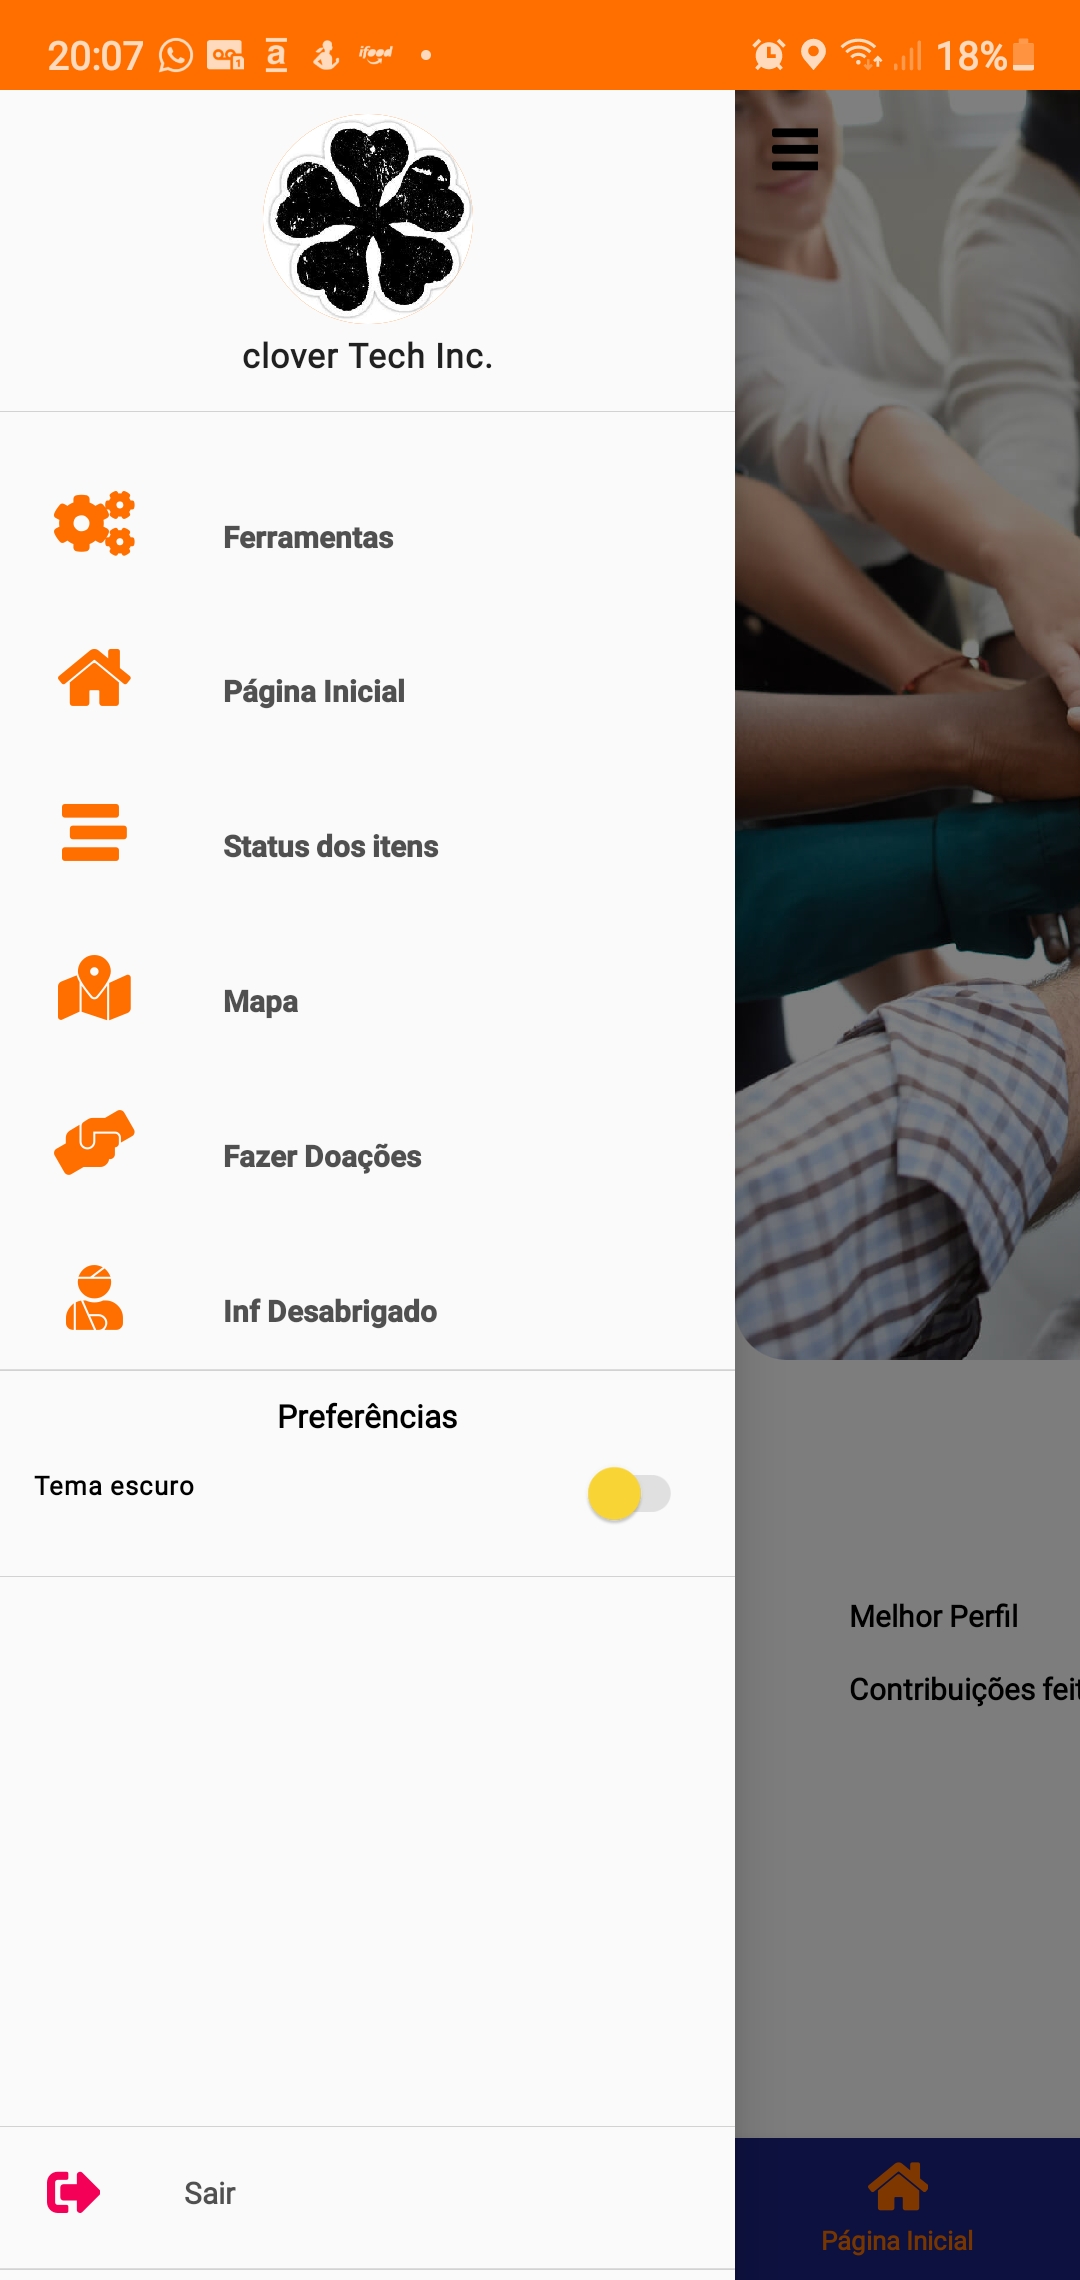 20:07
a
ifood
18%
clover Tech Inc.
Ferramentas
Página Inicial
Status dos itens
Mapa
Fazer Doações
Inf Desabrigado
Preferências
Tema escuro
Melhor Perfil
Contribuições feit
Sair
Página Inicial